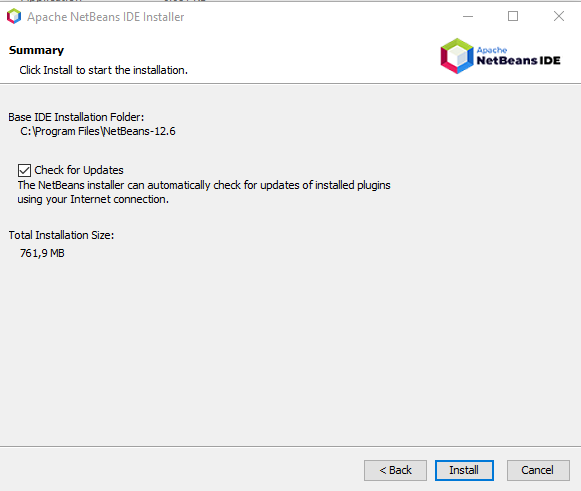 Apache NetBeans IDE Installer
Summary
Click Install to start the installation.
Apache
NetBeans IDE
Base IDE Installation Folder:
C:\Program Files\NetBeans-12.6
Check for Updates
The NetBeans installer can automatically check for updates of installed plugins
using your Internet connection.
Total Installation Size:
761,9 MB
< Back
Install
Cancel